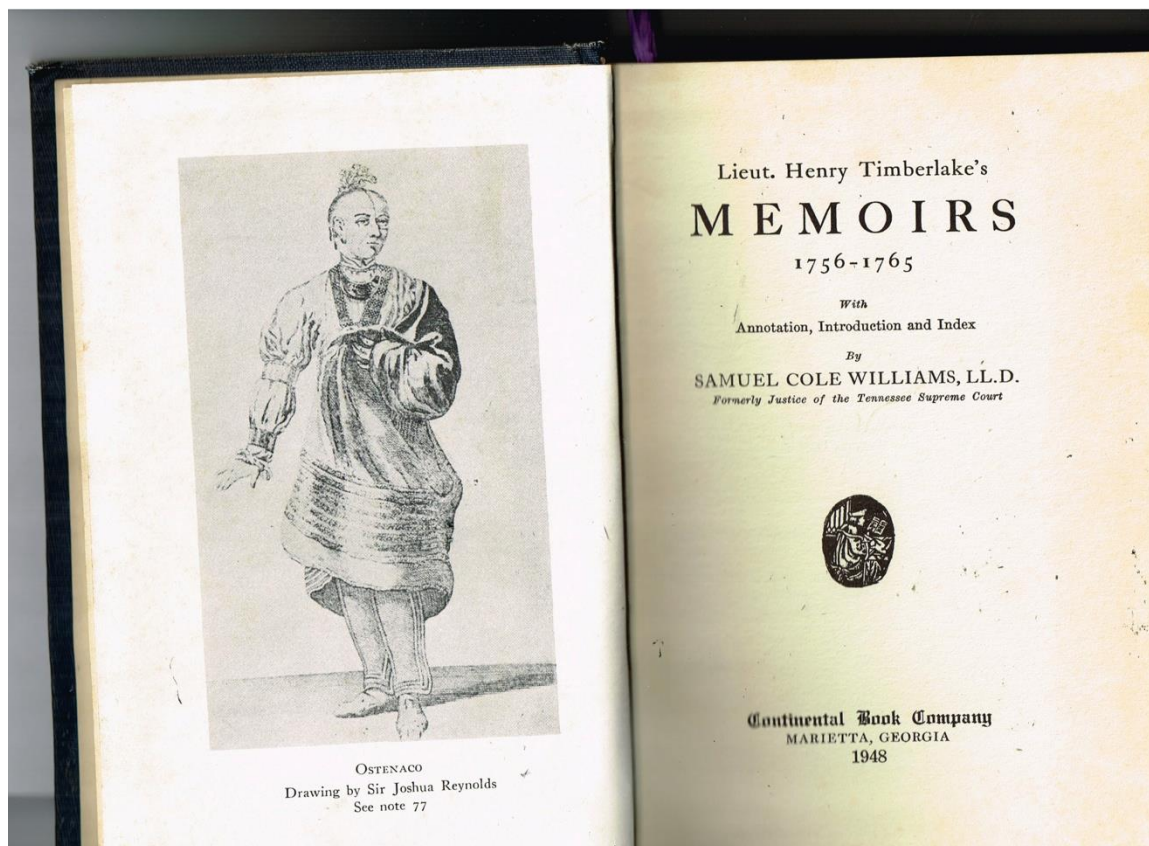 OSTENACO
Drawing by Sir Joshua Reynolds
See note 77
Lieut. Henry Timberlake's
MEMOIRS
1756-1765
With
Annotation, Introduction and Index
By
SAMUEL COLE WILLIAMS, LL.D.
Formerly Justice of the Tennessee Supreme Court
Continental Book Company
MARIETTA, GEORGIA
1948